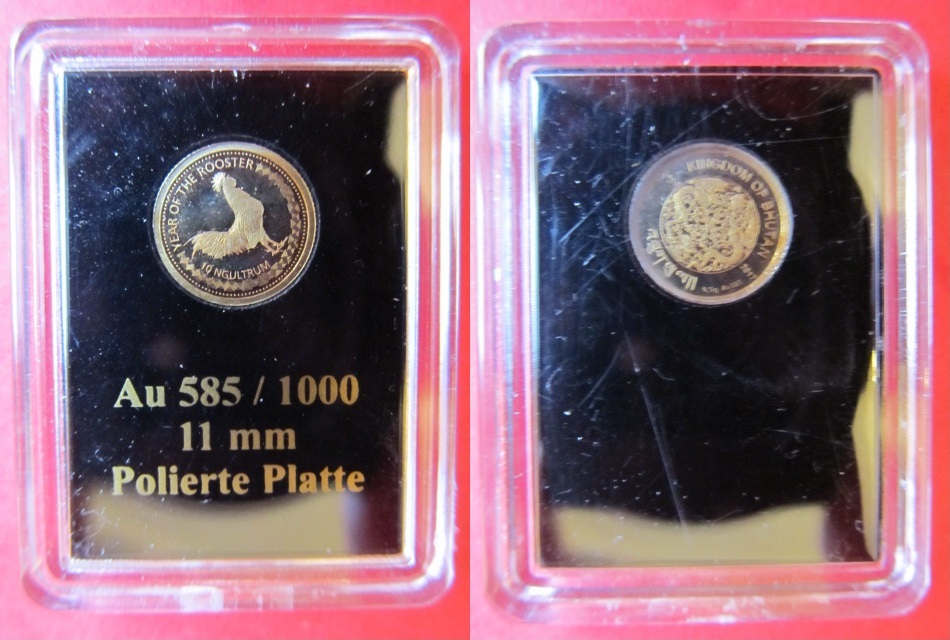 YEAR OF THE ROOSTER
10 NGULTRUM
Au 585 / 1000
11 mm
Polierte Platte
KINGDOM OF BHUTAN